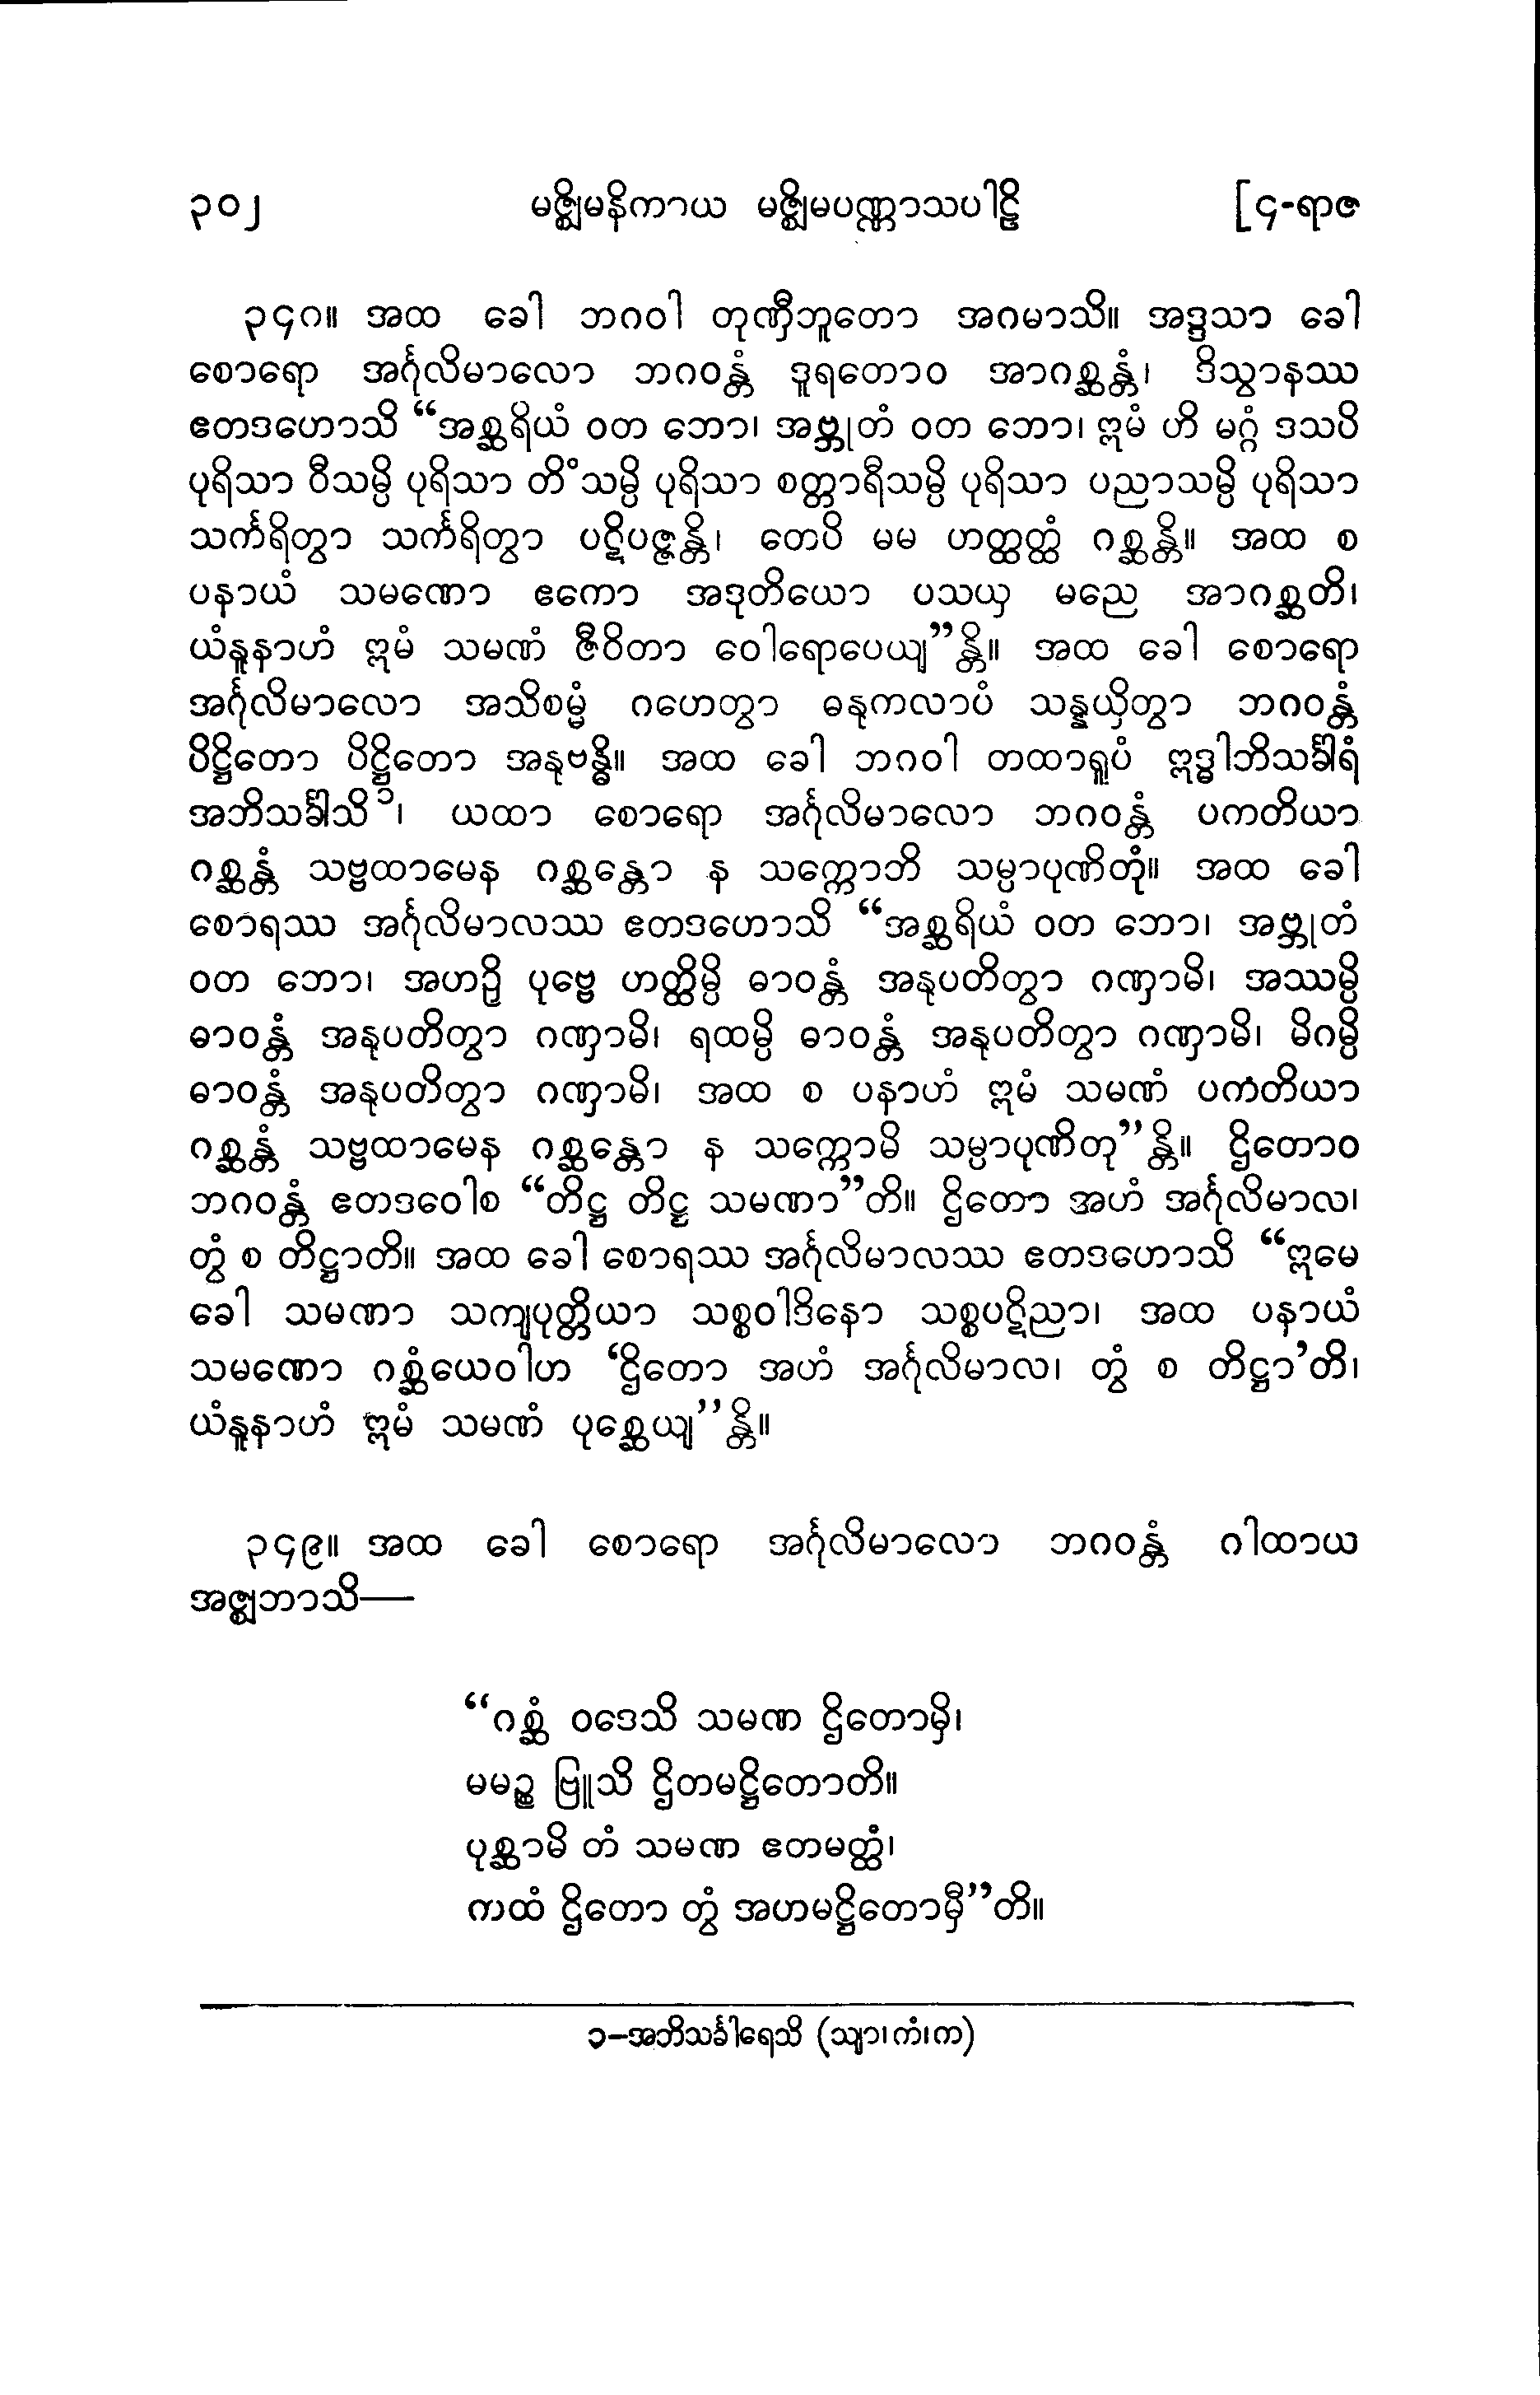 ၃၀၂ မဇ္ဈိမနိကာယ မဇ္ဈိမပဏ္ဏာသပါဠိ [၄-ရာဇ
၃၄၈။ အထ ခေါ ဘဂဝါ တုဏှီဘူတော အဂမာသိ။ အဒ္ဒသာ ခေါ
စောရော အင်္ဂုလိမာလော ဘဂဝန္တံ ဒူရတောဝ အာဂစ္ဆန္တံ၊ ဒိသွာနဿ
ဧတဒဟောသိ “အစ္ဆရိယံ ဝတ ဘော၊ အဗ္ဘုတံ ဝတ ဘော၊ ဣမံ ဟိ မဂ္ဂံ ဒသပိ
ပုရိသာ ဝီသမ္ပိ ပုရိသာ တိံသမ္ပိ ပုရိသာ စတ္တာရီသမ္ပိ ပုရိသာ ပညာသမ္ပိ ပုရိသာ
သင်္ကရိတွာ သင်္ကရိတွာ ပဋိပဇ္ဇန္တိ၊ တေပိ မမ ဟတ္ထတ္ထံ ဂစ္ဆန္တိ။ အထ စ
ပနာယံ သမဏော ဧကော အဒုတိယော ပသယှ မညေ အာဂစ္ဆတိ၊
ယံနူနာဟံ ဣမံ သမဏံ ဇီဝိတာ ဝေါရောပေယျ”န္တိ။ အထ ခေါ စောရော
အင်္ဂုလိမာလော အသိစမ္မံ ဂဟေတွာ ဓနုကလာပံ သန္နယှိတွာ ဘဂဝန္တံ
ပိဋ္ဌိတော ပိဋ္ဌိတော အနုဗန္ဓိ။ အထ ခေါ ဘဂဝါ တထာရူပံ ဣဒ္ဓါဘိသင်္ခါရံ
အဘိသင်္ခါသိ၁၊ ယထာ စောရော အင်္ဂုလိမာလော ဘဂဝန္တံ ပကတိယာ
ဂစ္ဆန္တံ သဗ္ဗထာမေန ဂစ္ဆန္တော န သက္ကောတိ သမ္ပာပုဏိတုံ။ အထ ခေါ
စောရဿ အင်္ဂုလိမာလဿ ဧတဒဟောသိ “အစ္ဆရိယံ ဝတ ဘော၊ အဗ္ဘုတံ
ဝတ ဘော၊ အဟဉှိ ပုဗ္ဗေ ဟတ္ထိမ္ပိ ဓာဝန္တံ အနုပတိတွာ ဂဏှာမိ၊ အဿမ္ပိ
ဓာဝန္တံ အနုပတိတွာ ဂဏှာမိ၊ ရထမ္ပိ ဓာဝန္တံ အနုပတိတွာ ဂဏှာမိ၊ မိဂမ္ပိ
ဓာဝန္တံ အနုပတိတွာ ဂဏှာမိ၊ အထ စ ပနာဟံ ဣမံ သမဏံ ပကတိယာ
ဂစ္ဆန္တံ သဗ္ဗထာမေန ဂစ္ဆန္တော န သက္ကောမိ သမ္ပာပုဏိတု”န္တိ။ ဌိတောဝ
ဘဂဝန္တံ ဧတဒဝေါစ “တိဋ္ဌ တိဋ္ဌ သမဏာ”တိ။ ဌိတော အဟံ အင်္ဂုလိမာလ၊
တွံ စ တိဋ္ဌာတိ။ အထ ခေါ စောရဿ အင်္ဂုလိမာလဿ ဧတဒဟောသိ “ဣမေ
ခေါ သမဏာ သကျပုတ္တိယာ သစ္စဝါဒိနော သစ္စပဋိညာ၊ အထ ပနာယံ
သမဏော ဂစ္ဆံယေဝါဟ ‘ဌိတော အဟံ အင်္ဂုလိမာလ၊ တွံ စ တိဋ္ဌာ’တိ၊
ယံနူနာဟံ ဣမံ သမဏံ ပုစ္ဆေယျ”န္တိ။
၃၄၉။ အထ ခေါ စောရော အင်္ဂုလိမာလော ဘဂဝန္တံ ဂါထာယ
အဇ္ဈဘာသိ—
“ဂစ္ဆံ ဝဒေသိ သမဏ ဌိတောမှိ၊
မမဉ္စ ဗြူသိ ဌိတမဋ္ဌိတောတိ။
ပုစ္ဆာမိ တံ သမဏ ဧတမတ္ထံ၊
ကထံ ဌိတော တွံ အဟမဋ္ဌိတောမှီ”တိ။
၁-အဘိသင်္ခါရေသိ (သျာ၊ကံ၊က)